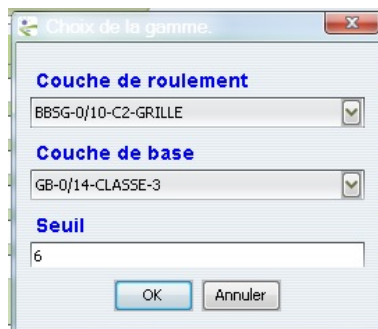 Choix de la gamme.
Couche de roulement
BBSG-0/10-C2-GRILLE
Couche de base
GB-0/14-CLASSE-3
Seuil
6
OK
Annuler